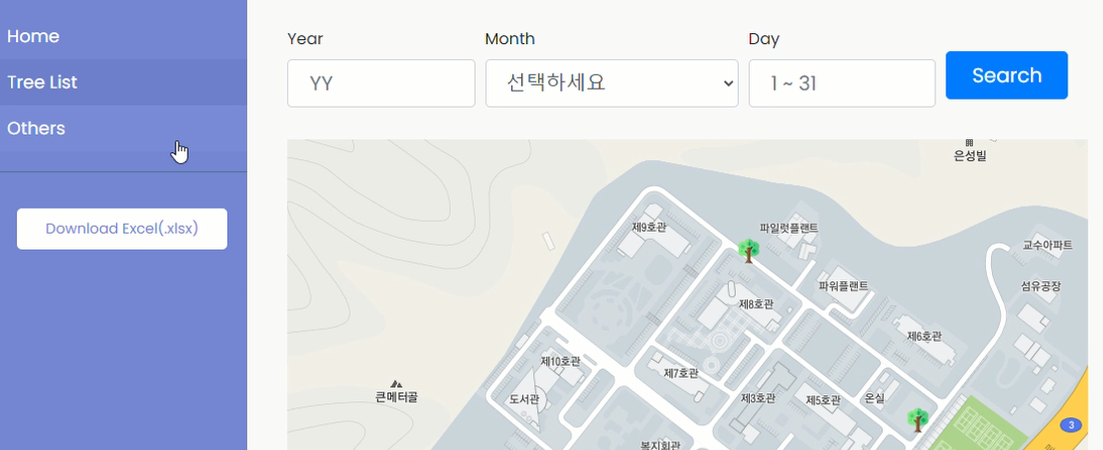 Home
Tree List
Others
Download Excel(.xlsx)
Year
Month
Day
YY
선택하세요
1 ~ 31
Search
은성빌
제9호관
파일럿플랜트
교수아파트
파워플랜트
섬유공장
제8호관
제6호관
제10호관
제7호관
큰메터골
도서관
제3호관
제5호관
온실
3
복지회관